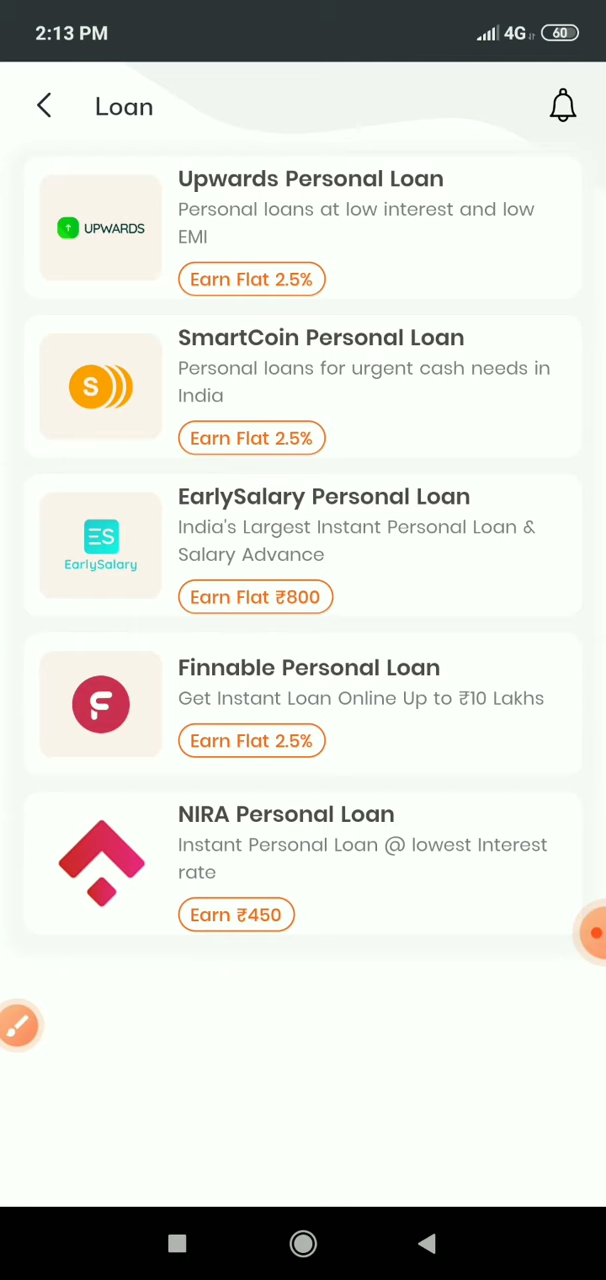 2:13 PM
4G 60
Loan
Upwards Personal Loan
UPWARDS
Personal loans at low interest and low
EMI
Earn Flat 2.5%
SmartCoin Personal Loan
S
Personal loans for urgent cash needs in
India
Earn Flat 2.5%
EarlySalary Personal Loan
ES
EarlySalary
India's Largest Instant Personal Loan &
Salary Advance
Earn Flat ₹800
Finnable Personal Loan
F
Get Instant Loan Online Up to ₹10 Lakhs
Earn Flat 2.5%
NIRA Personal Loan
Instant Personal Loan @ lowest Interest
rate
Earn ₹450